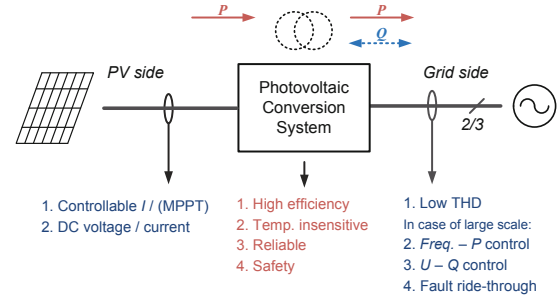 P
P
Q
PV side
Grid side
Photovoltaic
Conversion
System
2/3
1. Controllable I / (MPPT)
2. DC voltage / current
1. High efficiency
2. Temp. insensitive
3. Reliable
4. Safety
1. Low THD
In case of large scale:
2. Freq. – P control
3. U – Q control
4. Fault ride-through